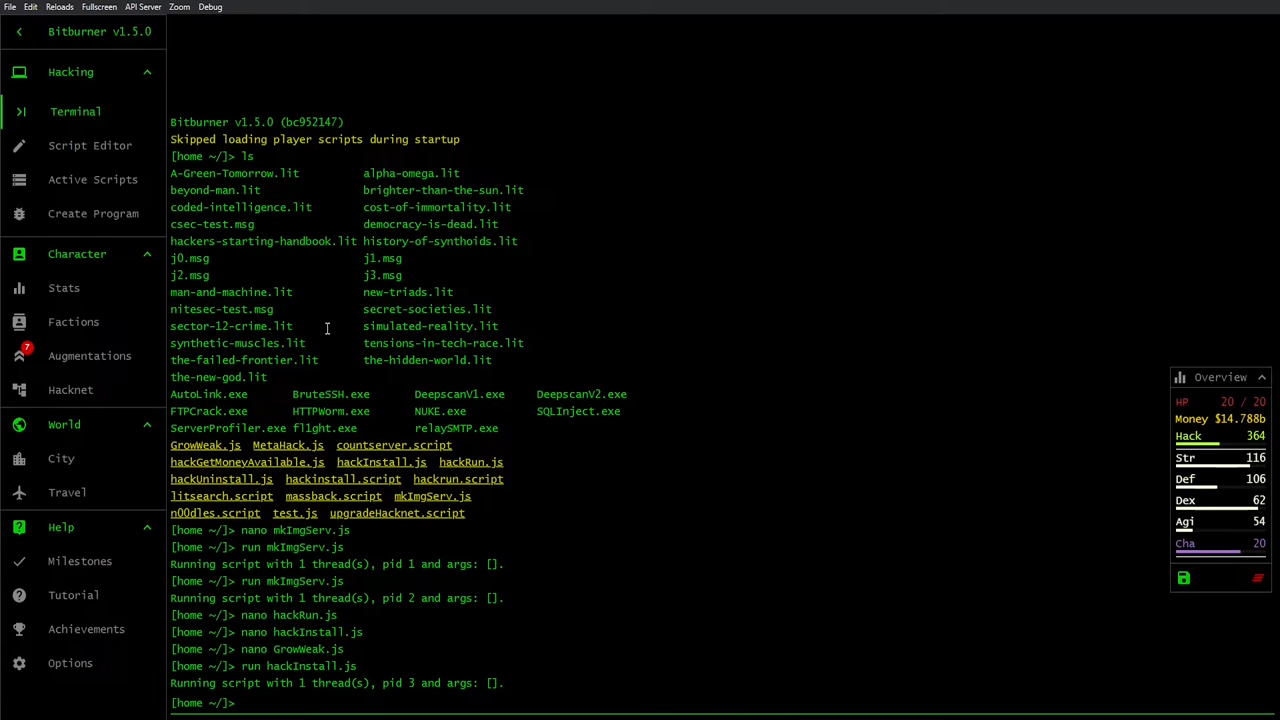 File Edit Reloads Fullscreen API Server Zoom Debug
Bitburner v1.5.0
Hacking
Terminal
Script Editor
Active Scripts
Create Program
Character
Stats
Factions
7
Augmentations
Hacknet
World
City
Travel
Help
Milestones
Tutorial
Achievements
Options
Bitburner v1.5.0 (bc952147)
Skipped loading player scripts during startup
[home ~/]> ls
A-Green-Tomorrow.lit alpha-omega.lit
beyond-man.lit brighter-than-the-sun.lit
coded-intelligence.lit cost-of-immortality.lit
csec-test.msg democracy-is-dead.lit
hackers-starting-handbook.lit history-of-synthoids.lit
j0.msg j1.msg
j2.msg j3.msg
man-and-machine.lit new-triads.lit
nitesec-test.msg secret-societies.lit
sector-12-crime.lit simulated-reality.lit
synthetic-muscles.lit tensions-in-tech-race.lit
the-failed-frontier.lit the-hidden-world.lit
the-new-god.lit
AutoLink.exe BruteSSH.exe DeepscanV1.exe DeepscanV2.exe
FTPCrack.exe HTTPWorm.exe NUKE.exe SQLInject.exe
ServerProfiler.exe fl1ght.exe relaySMTP.exe
GrowWeak.js MetaHack.js countserver.script
hackGetMoneyAvailable.js hackInstall.js hackRun.js
hackUninstall.js hackinstall.script hackrun.script
litsearch.script massback.script mkImgServ.js
n00dles.script test.js upgradeHacknet.script
[home ~/]> nano mkImgServ.js
[home ~/]> run mkImgServ.js
Running script with 1 thread(s), pid 1 and args: [].
[home ~/]> run mkImgServ.js
Running script with 1 thread(s), pid 2 and args: [].
[home ~/]> nano hackRun.js
[home ~/]> nano hackInstall.js
[home ~/]> nano GrowWeak.js
[home ~/]> run hackInstall.js
Running script with 1 thread(s), pid 3 and args: [].
[home ~/]>
Overview
HP 20 / 20
Money $14.788b
Hack 364
Str 116
Def 106
Dex 62
Agi 54
Cha 20